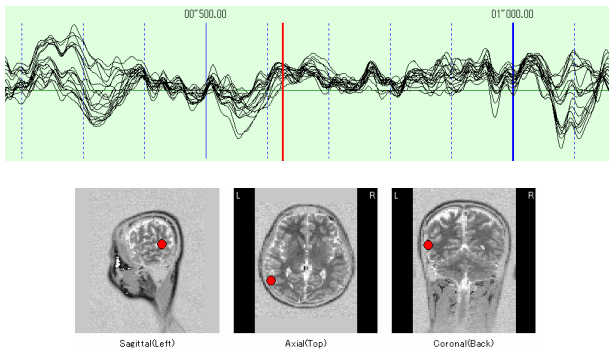 00"500.00
01"000.00
L
R
L
R
Sagittal(Left)
Axial(Top)
Coronal(Back)